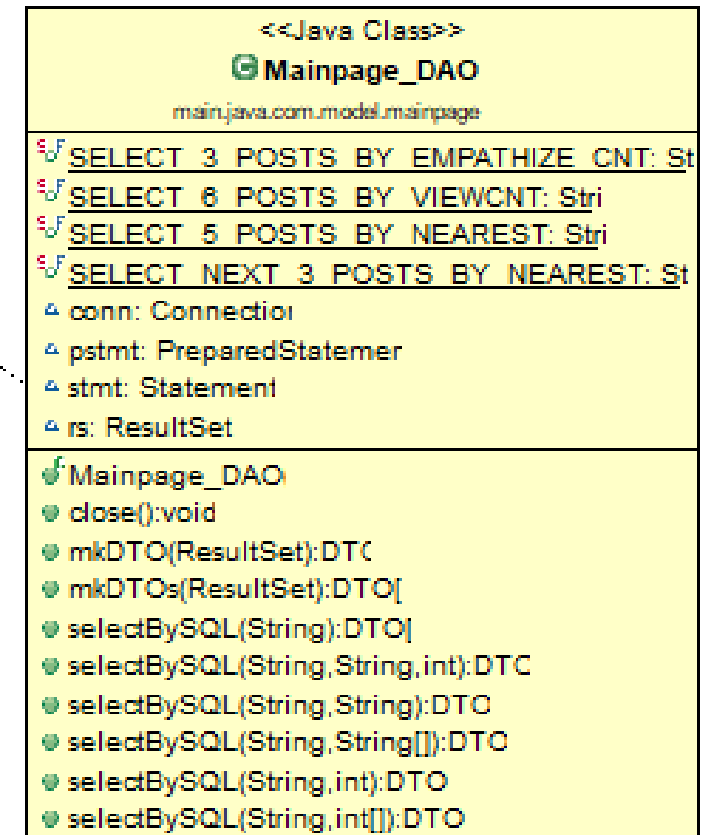 <<Java Class>>
Mainpage_DAO
main.java.com.model.mainpage
SELECT_3_POSTS_BY_EMPATHIZE_CNT: St
SELECT_6_POSTS_BY_VIEWCNT: Stri
SELECT_5_POSTS_BY_NEAREST: Stri
SELECT_NEXT_3_POSTS_BY_NEAREST: St
conn: Connection
pstmt: PreparedStatemen
stmt: Statement
rs: ResultSet
Mainpage_DAO(
close():void
mkDTO(ResultSet):DTO
mkDTOs(ResultSet):DTO[
selectBySQL(String):DTO[
selectBySQL(String,String,int):DTO
selectBySQL(String,String):DTO
selectBySQL(String,String[]):DTO
selectBySQL(String,int):DTO
selectBySQL(String,int[]):DTO